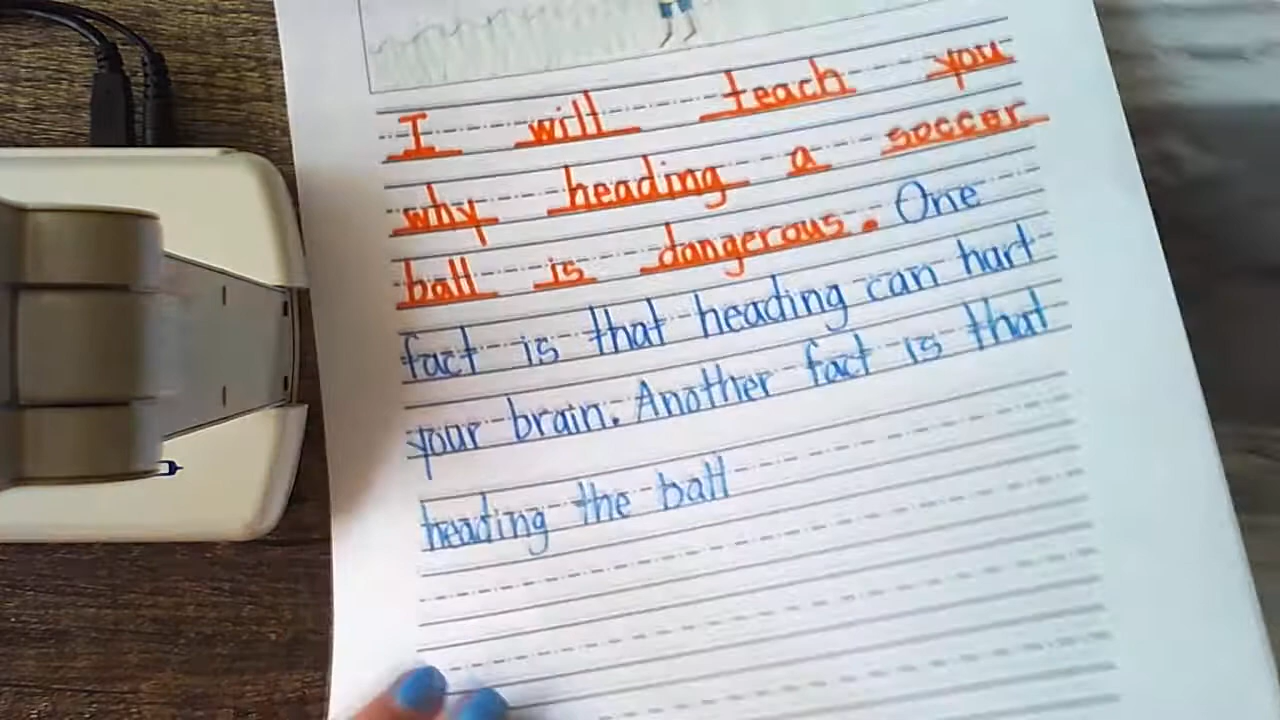 I will teach you
why heading a soccer
ball is dangerous. One
fact is that heading can hart
your brain. Another fact is that
heading the ball